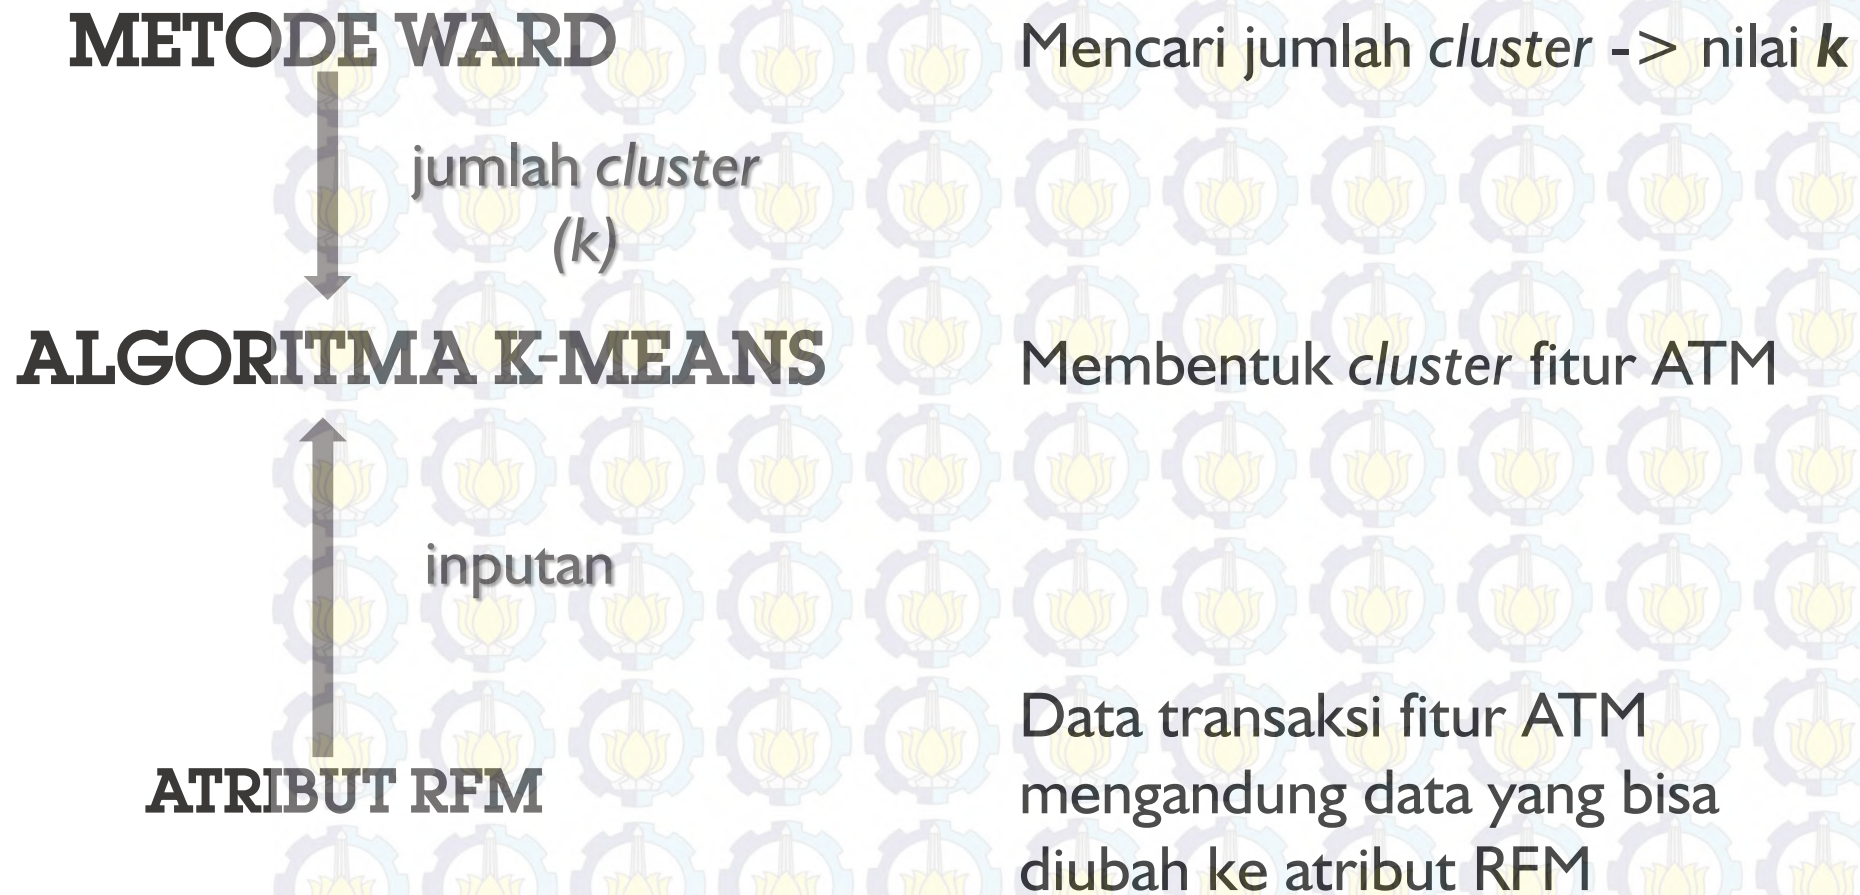 METODE WARD
Mencari jumlah cluster -> nilai k
jumlah cluster
(k)
ALGORITMA K-MEANS
Membentuk cluster fitur ATM
inputan
ATRIBUT RFM
Data transaksi fitur ATM
mengandung data yang bisa
diubah ke atribut RFM